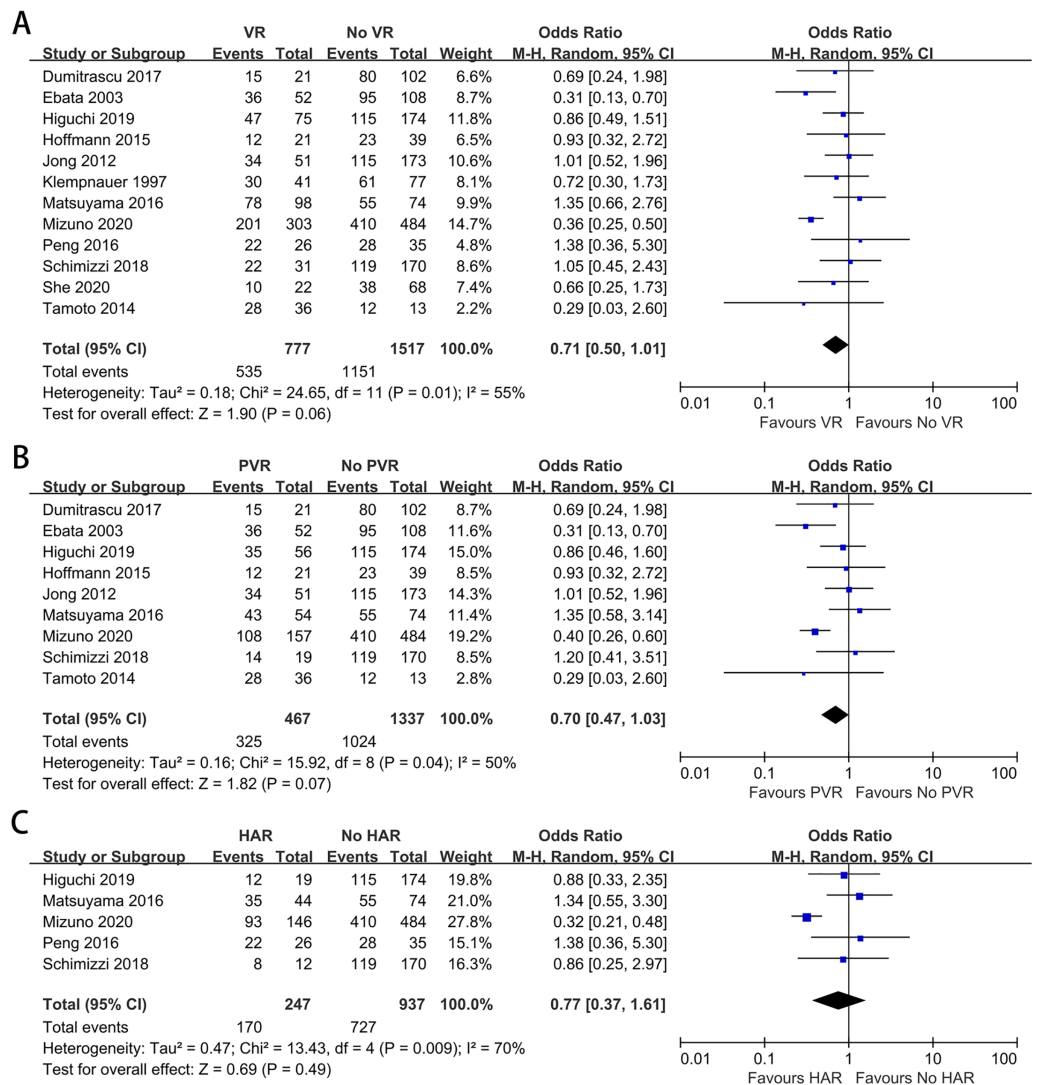 A
VR No VR Odds Ratio Odds Ratio
Study or Subgroup Events Total Events Total Weight M-H, Random, 95% CI M-H, Random, 95% CI
Dumitrascu 2017 15 21 80 102 6.6% 0.69 [0.24, 1.98]
Ebata 2003 36 52 95 108 8.7% 0.31 [0.13, 0.70]
Higuchi 2019 47 75 115 174 11.8% 0.86 [0.49, 1.51]
Hoffmann 2015 12 21 23 39 6.5% 0.93 [0.32, 2.72]
Jong 2012 34 51 115 173 10.6% 1.01 [0.52, 1.96]
Klempnauer 1997 30 41 61 77 8.1% 0.72 [0.30, 1.73]
Matsuyama 2016 78 98 55 74 9.9% 1.35 [0.66, 2.76]
Mizuno 2020 201 303 410 484 14.7% 0.36 [0.25, 0.50]
Peng 2016 22 26 28 35 4.8% 1.38 [0.36, 5.30]
Schimizzi 2018 22 31 119 170 8.6% 1.05 [0.45, 2.43]
She 2020 10 22 38 68 7.4% 0.66 [0.25, 1.73]
Tamoto 2014 28 36 12 13 2.2% 0.29 [0.03, 2.60]
Total (95% CI) 777 1517 100.0% 0.71 [0.50, 1.01]
Total events 535 1151
Heterogeneity: Tau² = 0.18; Chi² = 24.65, df = 11 (P = 0.01); I² = 55%
Test for overall effect: Z = 1.90 (P = 0.06)
0.01 0.1 1 10 100
Favours VR Favours No VR
B
PVR No PVR Odds Ratio Odds Ratio
Study or Subgroup Events Total Events Total Weight M-H, Random, 95% CI M-H, Random, 95% CI
Dumitrascu 2017 15 21 80 102 8.7% 0.69 [0.24, 1.98]
Ebata 2003 36 52 95 108 11.6% 0.31 [0.13, 0.70]
Higuchi 2019 35 56 115 174 15.0% 0.86 [0.46, 1.60]
Hoffmann 2015 12 21 23 39 8.5% 0.93 [0.32, 2.72]
Jong 2012 34 51 115 173 14.3% 1.01 [0.52, 1.96]
Matsuyama 2016 43 54 55 74 11.4% 1.35 [0.58, 3.14]
Mizuno 2020 108 157 410 484 19.2% 0.40 [0.26, 0.60]
Schimizzi 2018 14 19 119 170 8.5% 1.20 [0.41, 3.51]
Tamoto 2014 28 36 12 13 2.8% 0.29 [0.03, 2.60]
Total (95% CI) 467 1337 100.0% 0.70 [0.47, 1.03]
Total events 325 1024
Heterogeneity: Tau² = 0.16; Chi² = 15.92, df = 8 (P = 0.04); I² = 50%
Test for overall effect: Z = 1.82 (P = 0.07)
0.01 0.1 1 10 100
Favours PVR Favours No PVR
C
HAR No HAR Odds Ratio Odds Ratio
Study or Subgroup Events Total Events Total Weight M-H, Random, 95% CI M-H, Random, 95% CI
Higuchi 2019 12 19 115 174 19.8% 0.88 [0.33, 2.35]
Matsuyama 2016 35 44 55 74 21.0% 1.34 [0.55, 3.30]
Mizuno 2020 93 146 410 484 27.8% 0.32 [0.21, 0.48]
Peng 2016 22 26 28 35 15.1% 1.38 [0.36, 5.30]
Schimizzi 2018 8 12 119 170 16.3% 0.86 [0.25, 2.97]
Total (95% CI) 247 937 100.0% 0.77 [0.37, 1.61]
Total events 170 727
Heterogeneity: Tau² = 0.47; Chi² = 13.43, df = 4 (P = 0.009); I² = 70%
Test for overall effect: Z = 0.69 (P = 0.49)
0.01 0.1 1 10 100
Favours HAR Favours No HAR